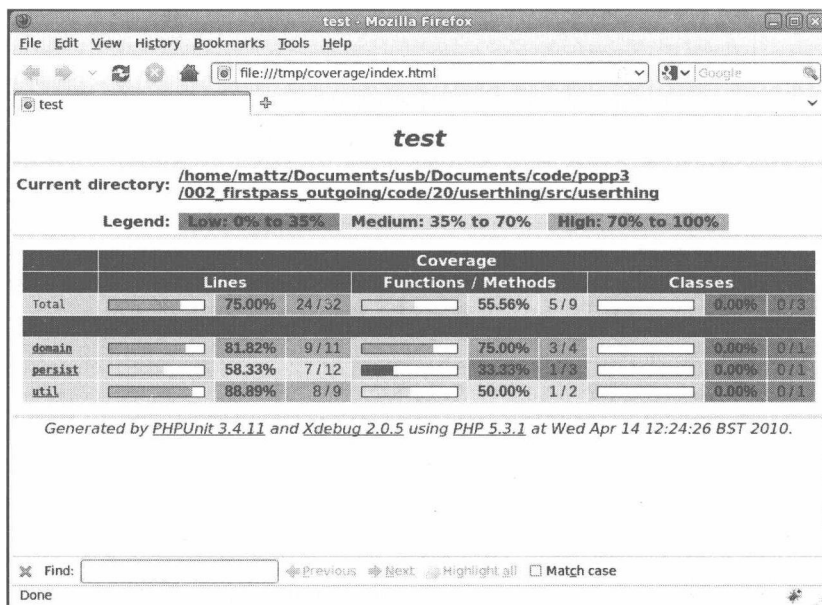 test - Mozilla Firefox
File Edit View History Bookmarks Tools Help
file:///tmp/coverage/index.html
Google
test
test
Current directory: /home/mattz/Documents/usb/Documents/code/popp3
/002_firstpass_outgoing/code/20/userthing/src/userthing
Legend: Low: 0% to 35% Medium: 35% to 70% High: 70% to 100%
Coverage
Lines Functions / Methods Classes
Total 75.00% 24 / 32 55.56% 5 / 9 0.00% 0 / 3
domain 81.82% 9 / 11 75.00% 3 / 4 0.00% 0 / 1
persist 58.33% 7 / 12 33.33% 1 / 3 0.00% 0 / 1
util 88.89% 8 / 9 50.00% 1 / 2 0.00% 0 / 1
Generated by PHPUnit 3.4.11 and Xdebug 2.0.5 using PHP 5.3.1 at Wed Apr 14 12:24:26 BST 2010.
Find: Previous Next Highlight all Match case
Done